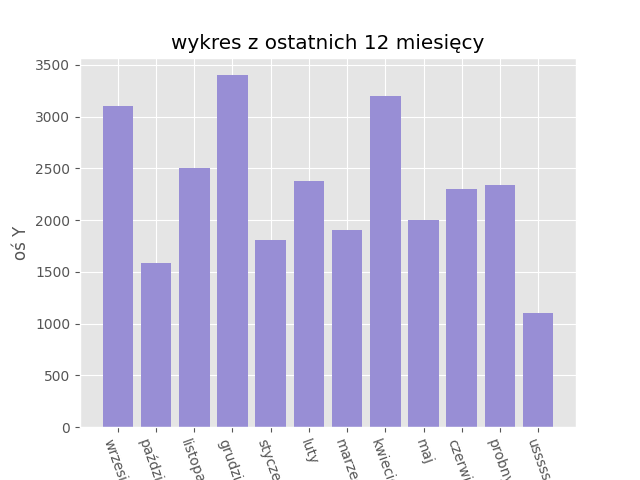 wykres z ostatnich 12 miesięcy
3500
3000
2500
2000
1500
1000
500
0
oś Y
wrzesi
paździ
listopa
grudzi
stycze
luty
marze
kwieci
maj
czerwi
probny
usssss